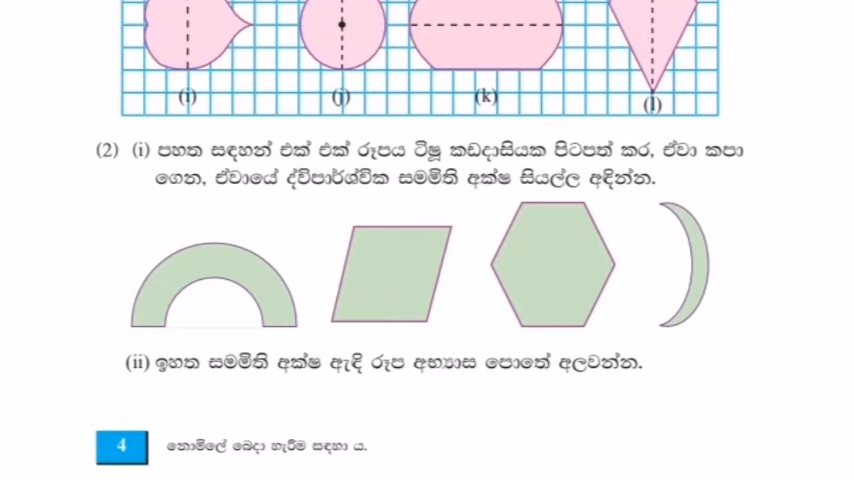 (i) (j) (k) (l)
(2) (i) පහත සඳහන් එක් එක් රූපය ටිෂූ කඩදාසියක පිටපත් කර, ඒවා කපා
ගෙන, ඒවායේ ද්විපාර්ශ්වික සමමිති අක්ෂ සියල්ල අඳින්න.
(ii) ඉහත සමමිති අක්ෂ ඇඳි රූප අභ්‍යාස පොතේ අලවන්න.
4 නොමිලේ බෙදා හැරීම සඳහා ය.